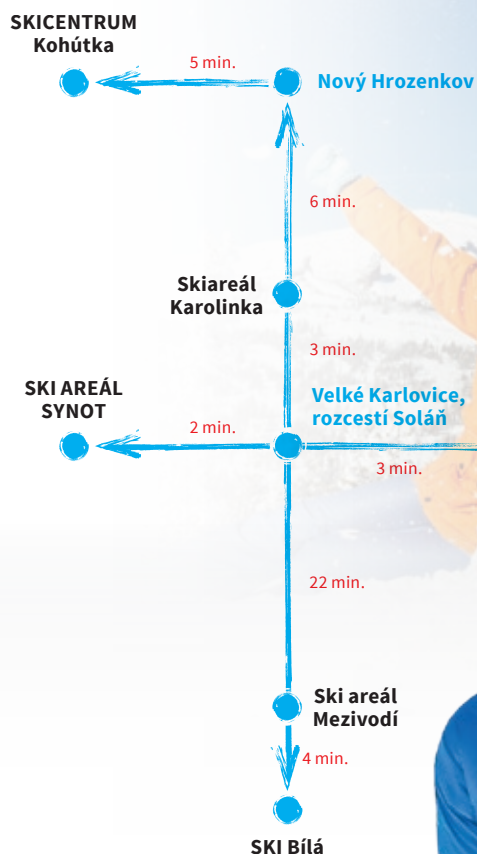 SKICENTRUM
Kohútka
5 min.
Nový Hrozenkov
6 min.
Skiareál
Karolinka
3 min.
SKI AREÁL
SYNOT
2 min.
Velké Karlovice,
rozcestí Soláň
3 min.
22 min.
Ski areál
Mezivodí
4 min.
SKI Bílá